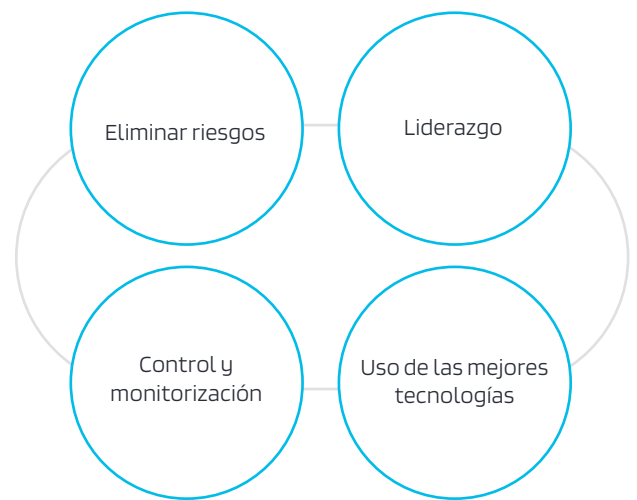 Eliminar riesgos
Liderazgo
Control y
monitorización
Uso de las mejores
tecnologías